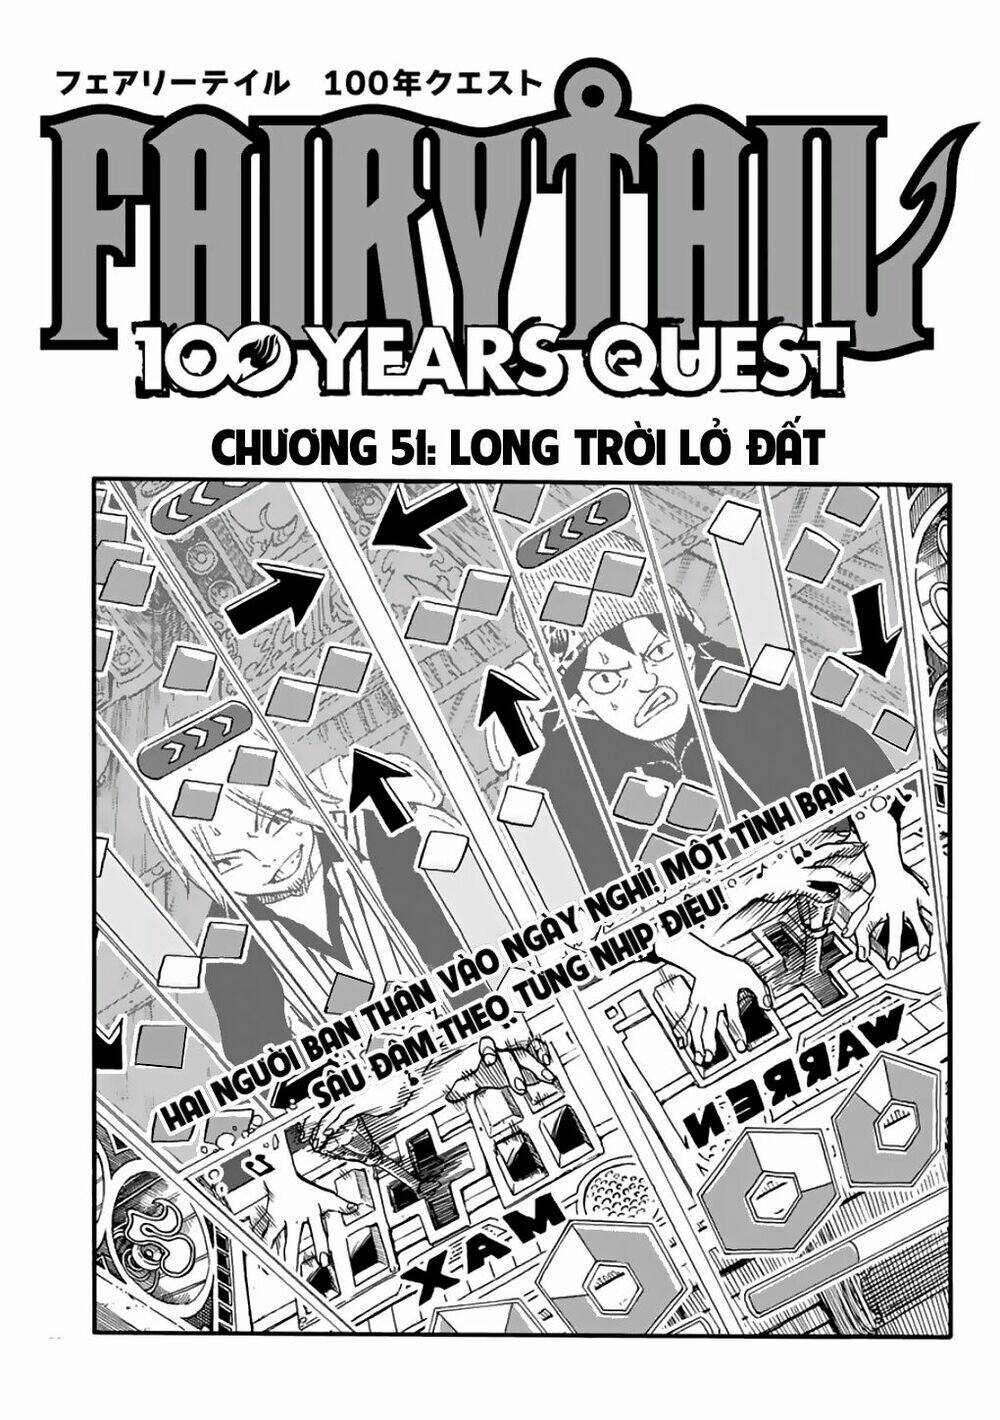 フェアリーテイル 100年クエスト
FAIRY TAIL
100 YEARS QUEST
CHƯƠNG 51: LONG TRỜI LỞ ĐẤT
HAI NGƯỜI BẠN THÂN VÀO NGÀY NGHỈ! MỘT TÌNH BẠN
SÂU ĐẬM THEO TỪNG NHỊP ĐIỆU!
WARREN
MAX